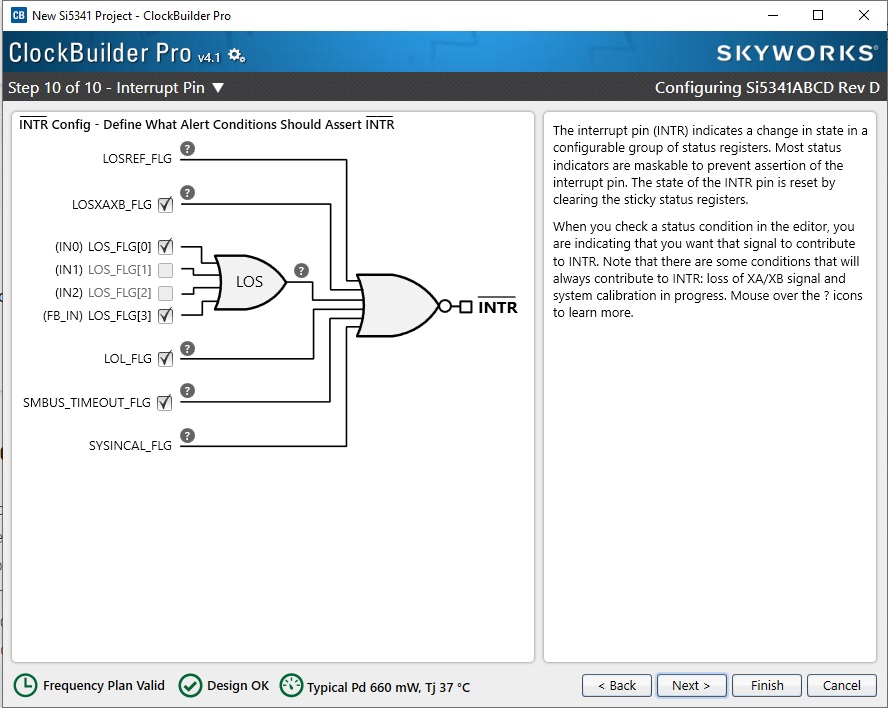 CB New Si5341 Project - ClockBuilder Pro
ClockBuilder Pro v4.1
SKYWORKS®
Step 10 of 10 - Interrupt Pin ▼
Configuring Si5341ABCD Rev D
INTR Config - Define What Alert Conditions Should Assert INTR
LOSREF_FLG ?
LOSXAXB_FLG ?
(IN0) LOS_FLG[0]
(IN1) LOS_FLG[1]
(IN2) LOS_FLG[2]
(FB_IN) LOS_FLG[3]
LOS ?
INTR
LOL_FLG ?
SMBUS_TIMEOUT_FLG ?
SYSINCAL_FLG ?
The interrupt pin (INTR) indicates a change in state in a
configurable group of status registers. Most status
indicators are maskable to prevent assertion of the
interrupt pin. The state of the INTR pin is reset by
clearing the sticky status registers.
When you check a status condition in the editor, you
are indicating that you want that signal to contribute
to INTR. Note that there are some conditions that will
always contribute to INTR: loss of XA/XB signal and
system calibration in progress. Mouse over the ? icons
to learn more.
Frequency Plan Valid
Design OK
Typical Pd 660 mW, Tj 37 °C
< Back
Next >
Finish
Cancel